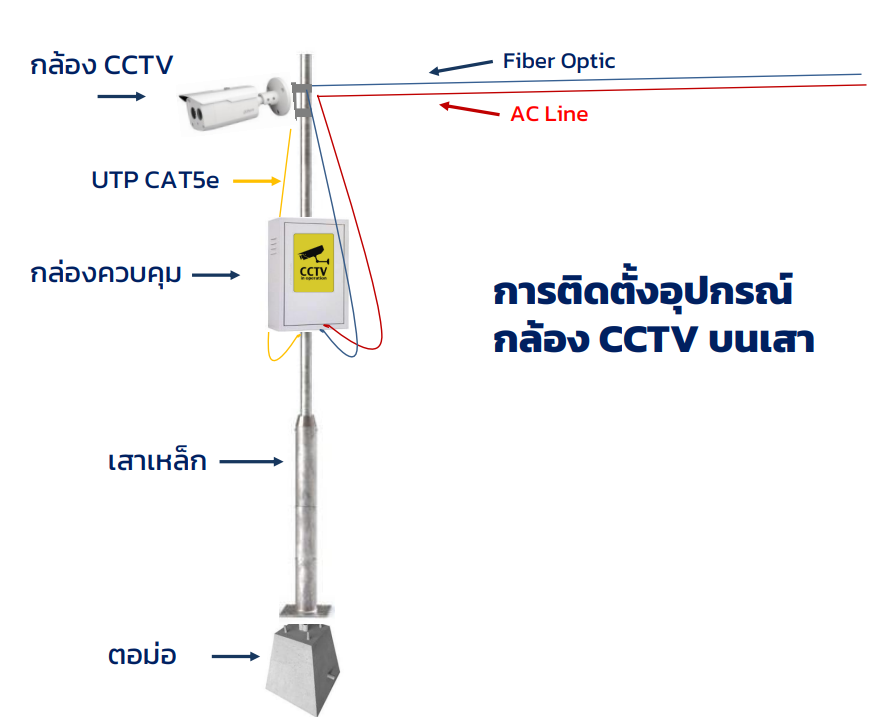 กล้อง CCTV
Fiber Optic
AC Line
UTP CAT5e
กล่องควบคุม
CCTV
in operation
การติดตั้งอุปกรณ์
กล้อง CCTV บนเสา
เสาเหล็ก
ตอม่อ